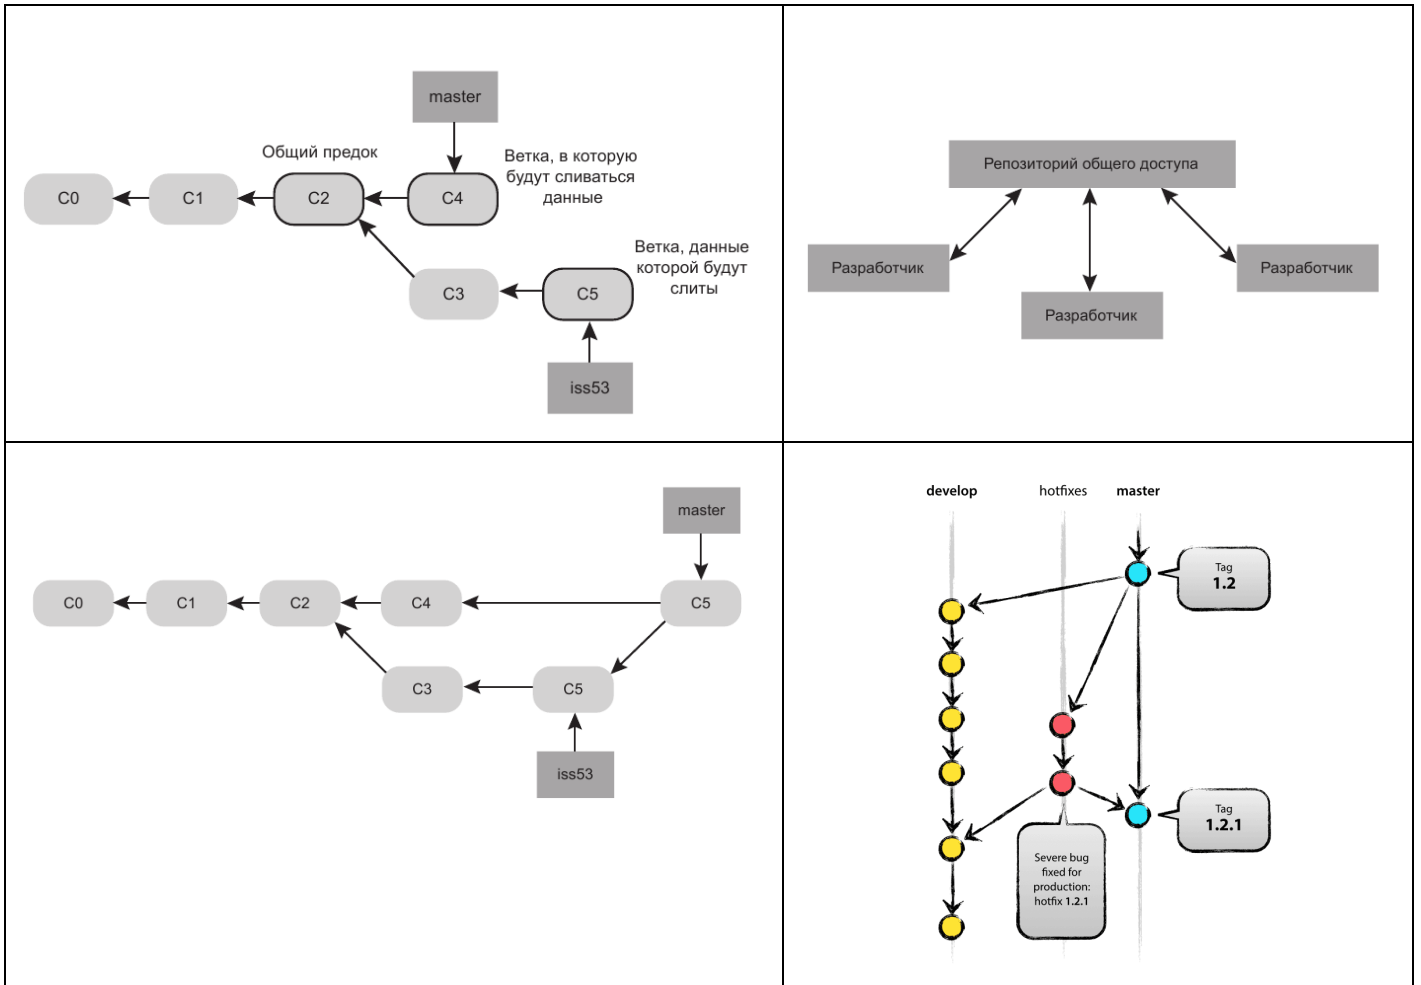 master
Общий предок
Ветка, в которую
будут сливаться
данные
C0
C1
C2
C4
Ветка, данные
которой будут
слиты
C3
C5
iss53
Репозиторий общего доступа
Разработчик
Разработчик
Разработчик
master
C0
C1
C2
C4
C5
C3
C5
iss53
develop
hotfixes
master
Tag
1.2
Tag
1.2.1
Severe bug
fixed for
production:
hotfix 1.2.1